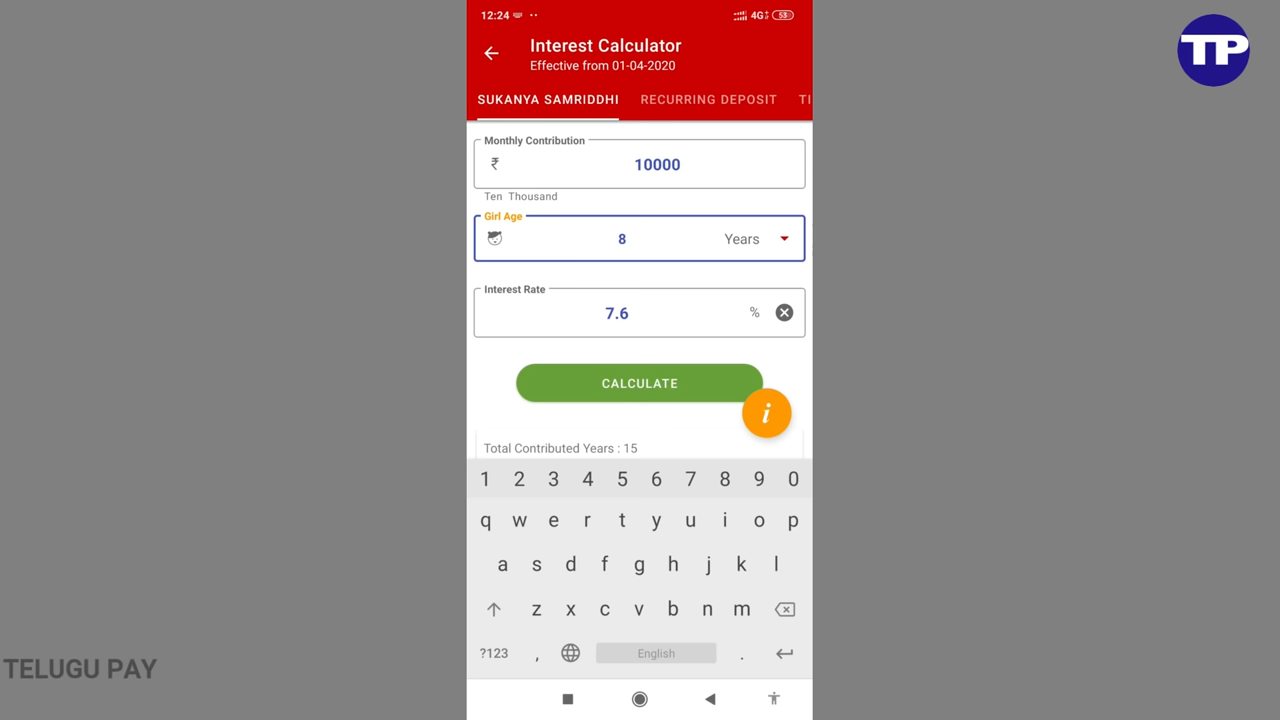 12:24
4G
53
TP
Interest Calculator
Effective from 01-04-2020
SUKANYA SAMRIDDHI RECURRING DEPOSIT TI
Monthly Contribution
₹ 10000
Ten Thousand
Girl Age
8 Years
Interest Rate
7.6 %
CALCULATE
i
Total Contributed Years : 15
1 2 3 4 5 6 7 8 9 0
q w e r t y u i o p
a s d f g h j k l
z x c v b n m
?123 , English .
TELUGU PAY